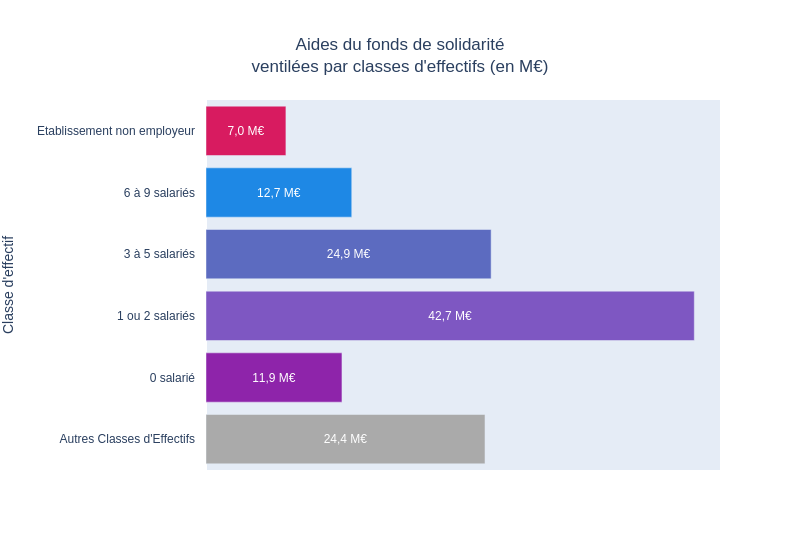 Aides du fonds de solidarité
ventilées par classes d'effectifs (en M€)
Classe d'effectif
Etablissement non employeur
7,0 M€
6 à 9 salariés
12,7 M€
3 à 5 salariés
24,9 M€
1 ou 2 salariés
42,7 M€
0 salarié
11,9 M€
Autres Classes d'Effectifs
24,4 M€